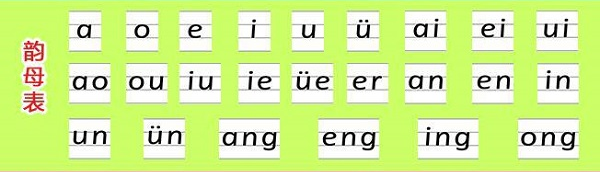 韵母表
a o e i u ü ai ei ui
ao ou iu ie üe er an en in
un ün ang eng ing ong